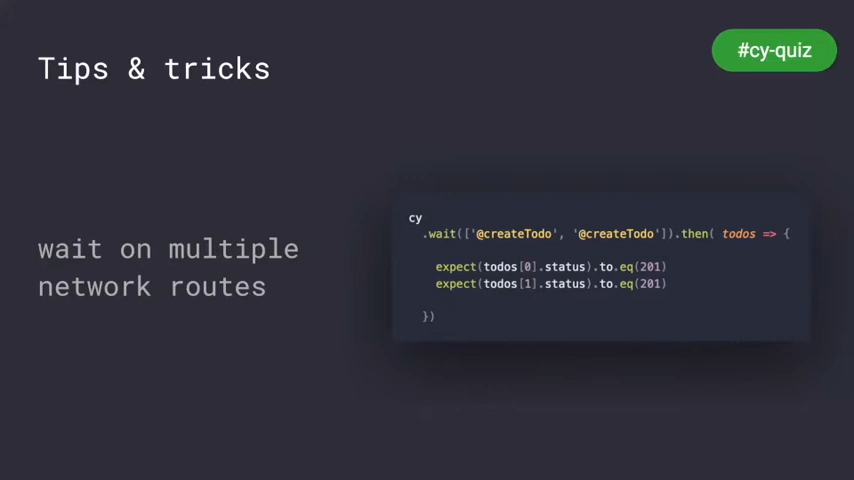 Tips & tricks
#cy-quiz
wait on multiple
network routes
cy
.wait(['@createTodo', '@createTodo']).then( todos => {
expect(todos[0].status).to.eq(201)
expect(todos[1].status).to.eq(201)
})